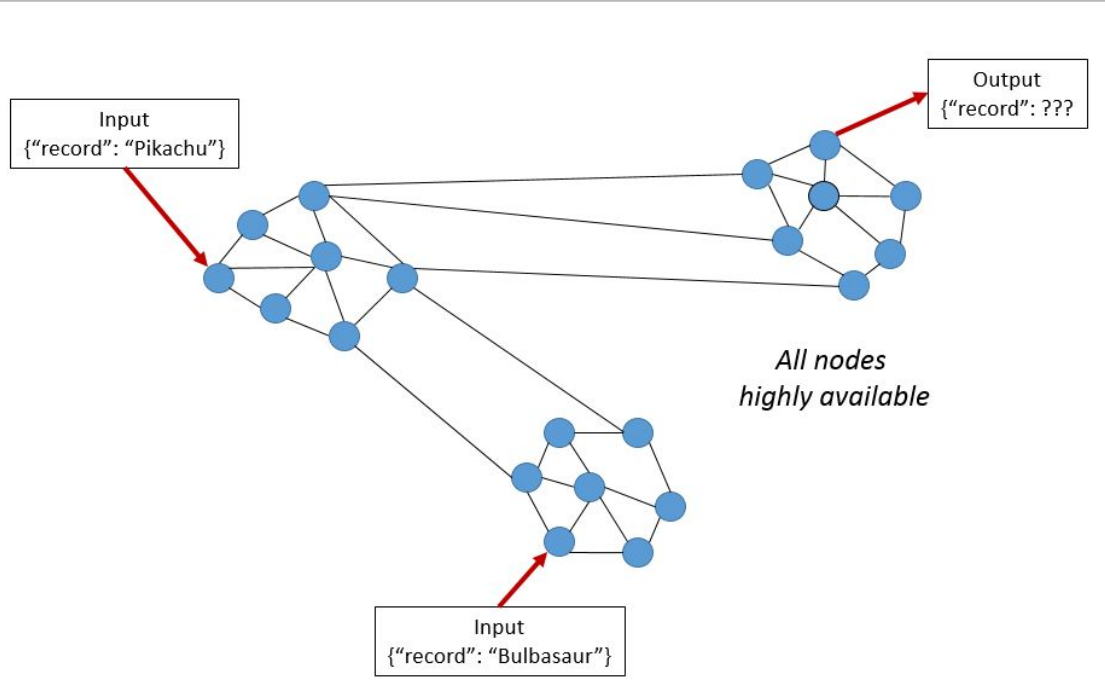 Input
{“record”: “Pikachu”}
Output
{“record”: ???
All nodes
highly available
Input
{“record”: “Bulbasaur”}